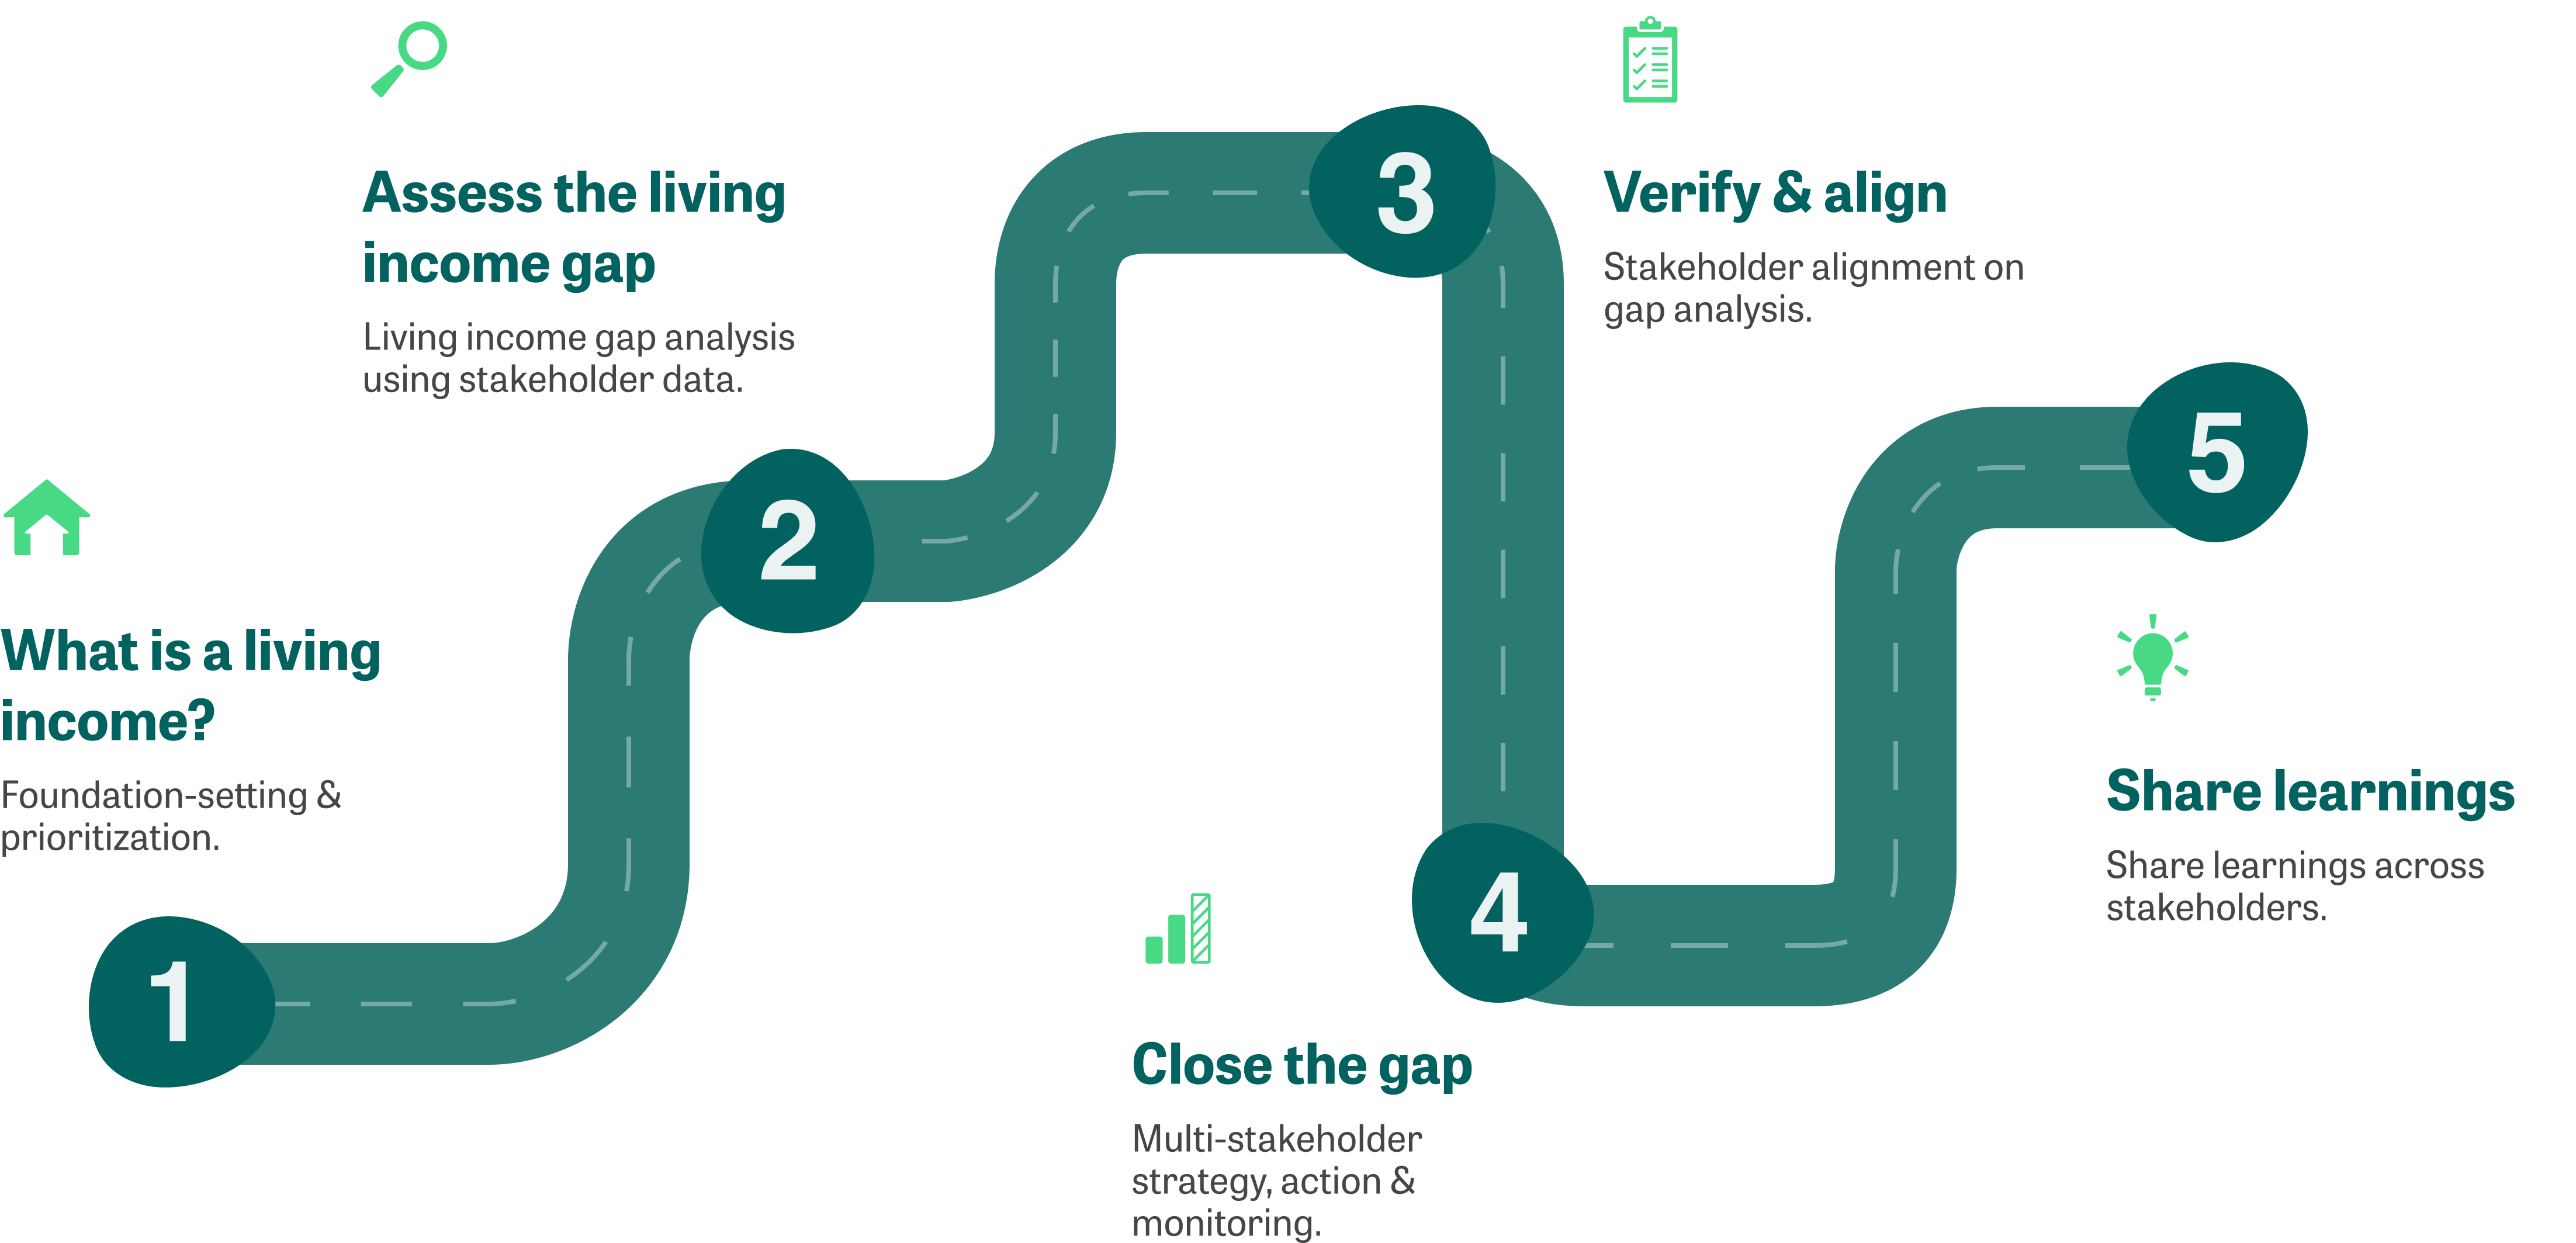 1
What is a living
income?
Foundation-setting &
prioritization.
2
Assess the living
income gap
Living income gap analysis
using stakeholder data.
3
Verify & align
Stakeholder alignment on
gap analysis.
4
Close the gap
Multi-stakeholder
strategy, action &
monitoring.
5
Share learnings
Share learnings across
stakeholders.